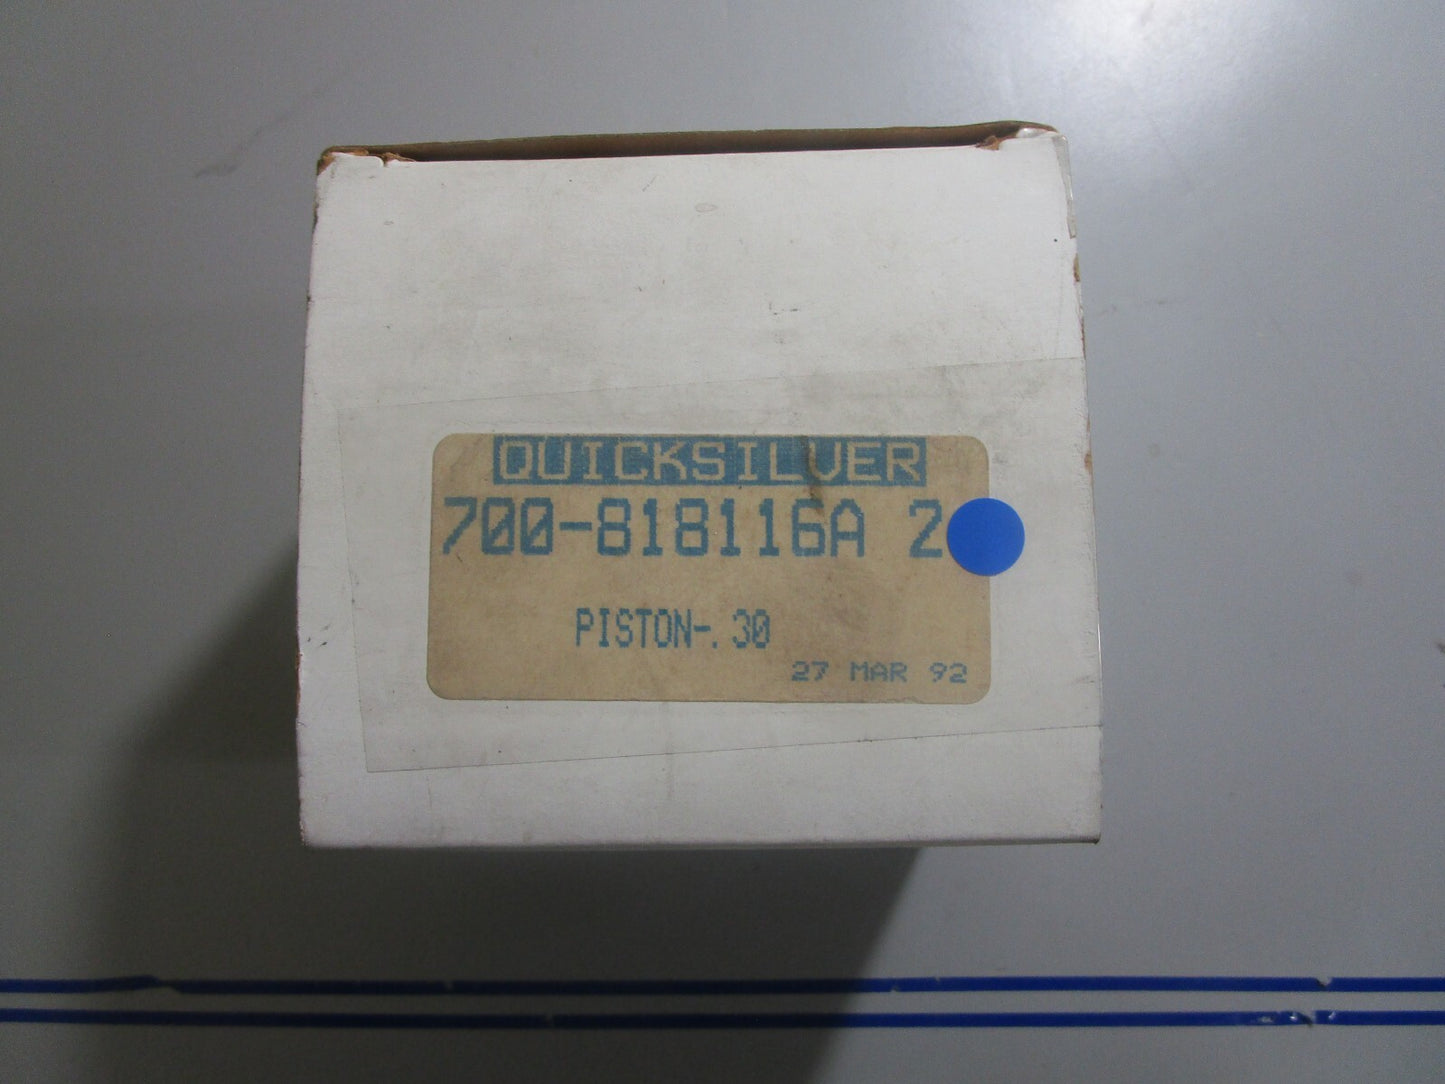 QUICKSILVER
700-818116A 2
PISTON-.30
27 MAR 92